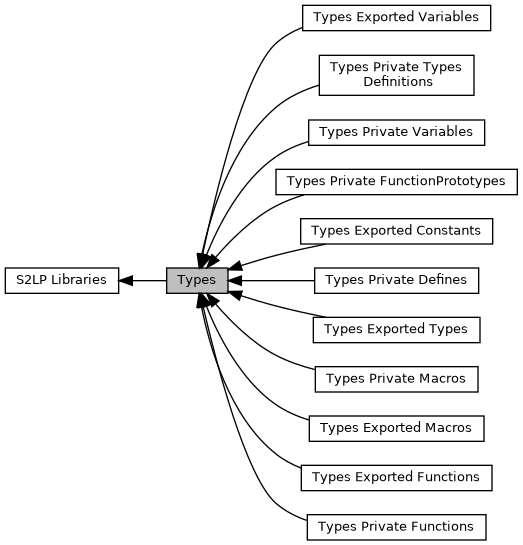 Types Exported Variables
Types Private Types
Definitions
Types Private Variables
Types Private FunctionPrototypes
Types Exported Constants
S2LP Libraries
Types
Types Private Defines
Types Exported Types
Types Private Macros
Types Exported Macros
Types Exported Functions
Types Private Functions